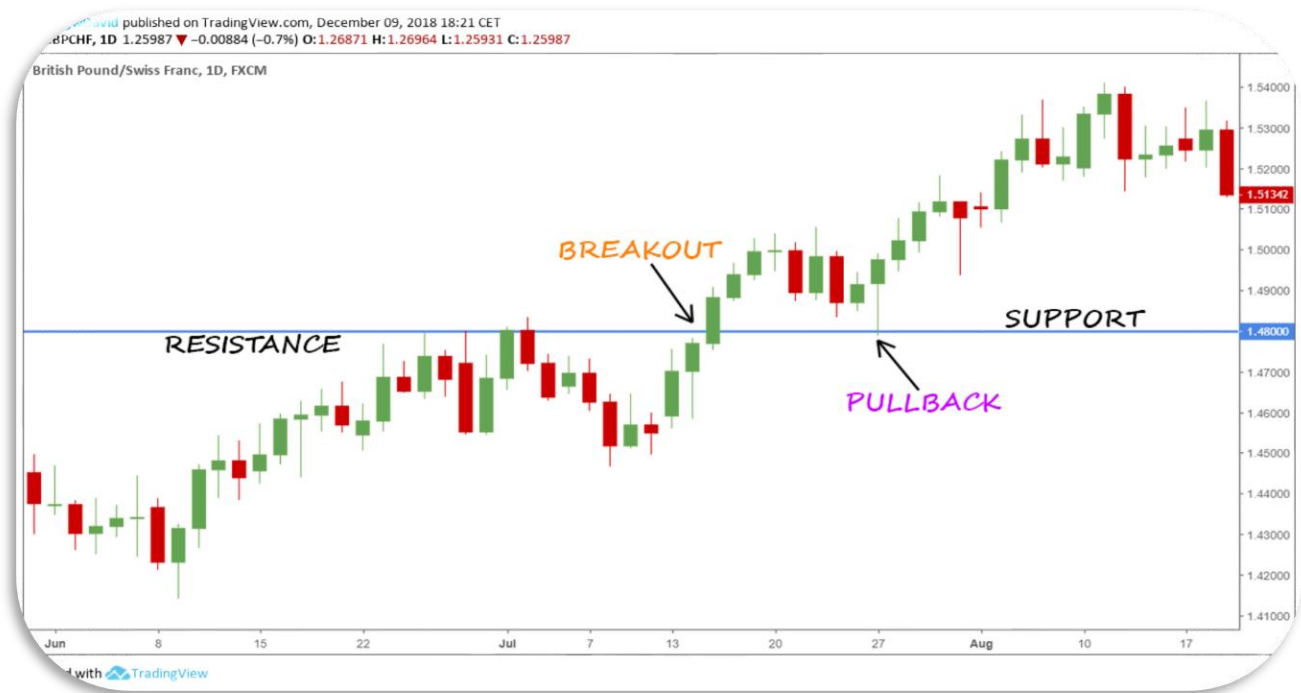 published on TradingView.com, December 09, 2018 18:21 CET
BPCHF, 1D 1.25987 ▼ −0.00884 (−0.7%) O:1.26871 H:1.26964 L:1.25931 C:1.25987
British Pound/Swiss Franc, 1D, FXCM
1.54000
1.53000
1.52000
1.51342
1.51000
BREAKOUT
1.50000
1.49000
SUPPORT
1.48000
RESISTANCE
1.47000
PULLBACK
1.46000
1.45000
1.44000
1.43000
1.42000
1.41000
Jun 8 15 22 Jul 7 13 20 27 Aug 10 17
with TradingView